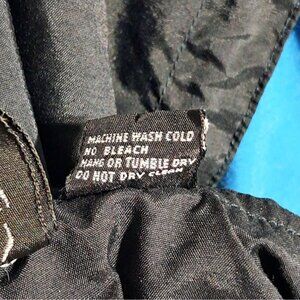 MACHINE WASH COLD
NO BLEACH
HANG OR TUMBLE DRY
DO NOT DRY CLEAN